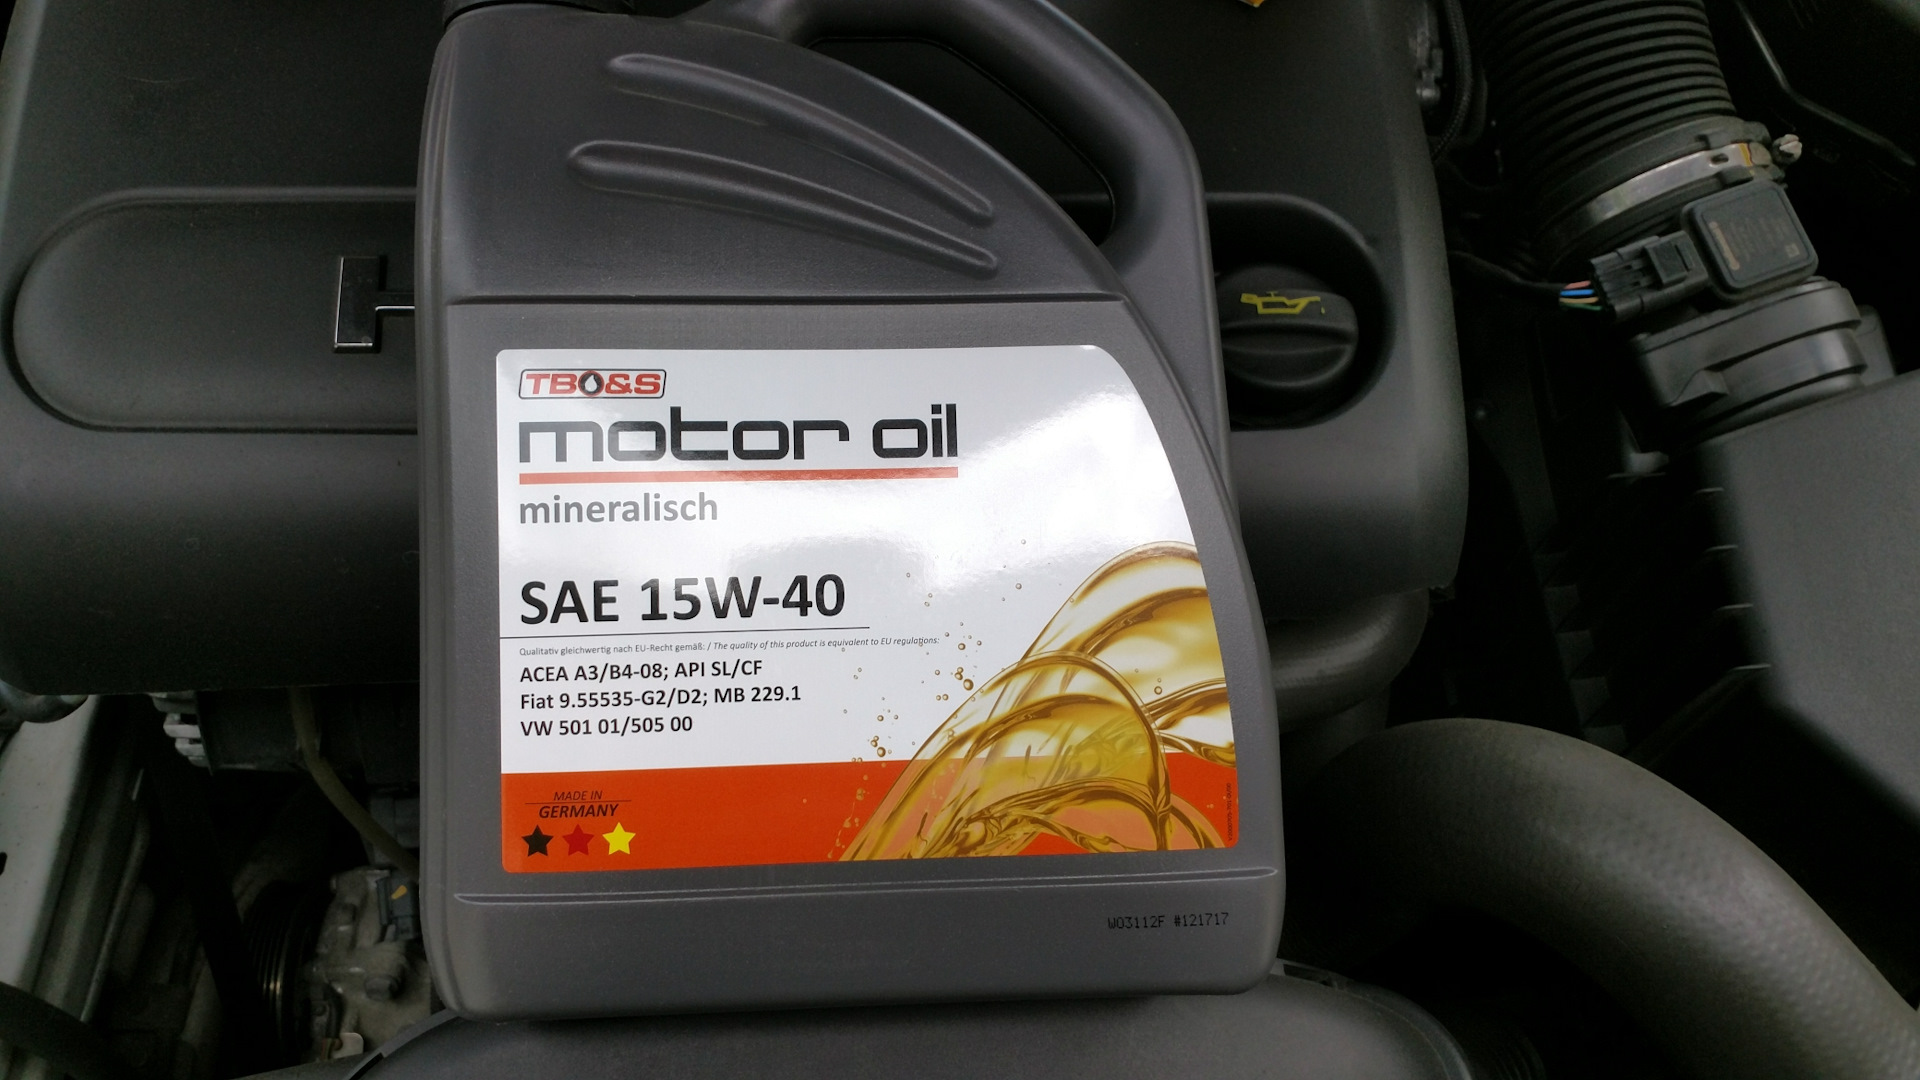 TBO&S
motor oil
mineralisch
SAE 15W-40
Qualitativ gleichwertig nach EU-Recht gemäß: / The quality of this product is equivalent to EU regulations:
ACEA A3/B4-08; API SL/CF
Fiat 9.55535-G2/D2; MB 229.1
VW 501 01/505 00
MADE IN
GERMANY
W03112F #121717